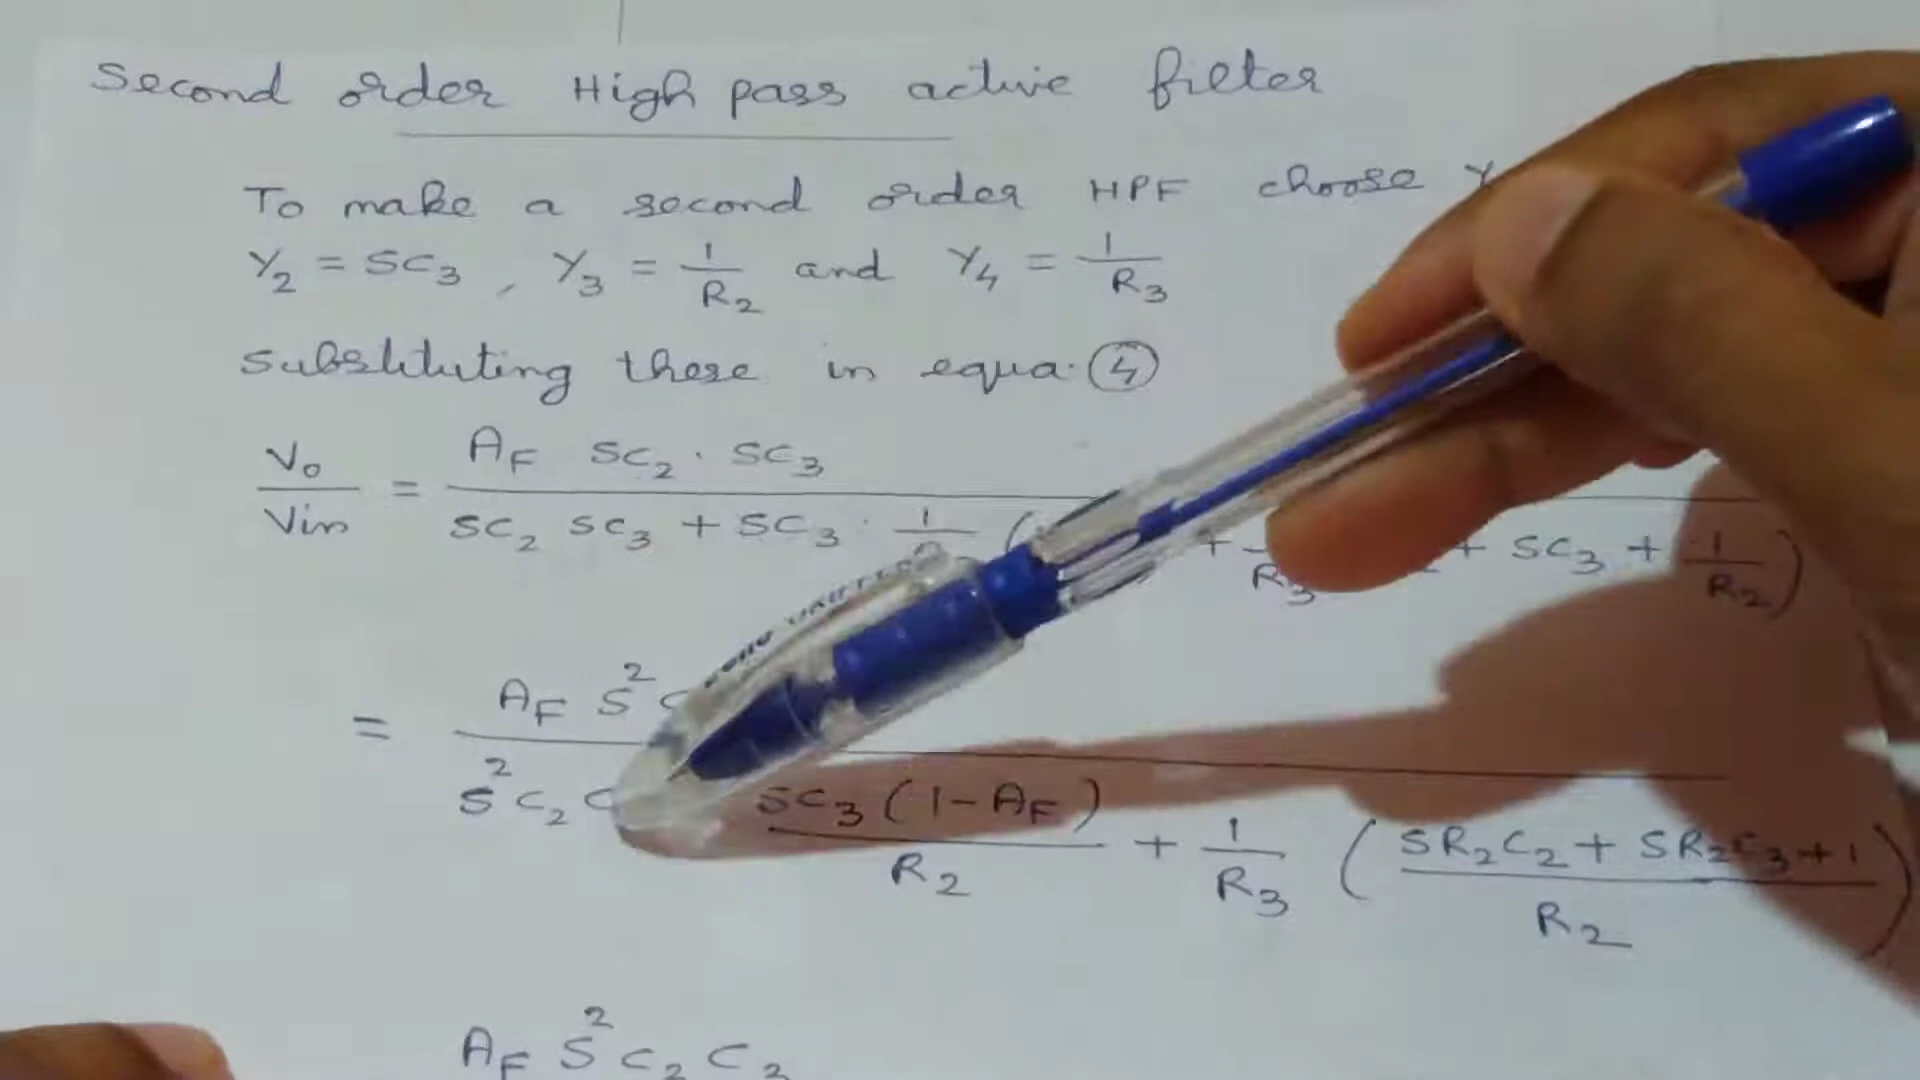 Second order High pass active filter
To make a second order HPF choose Y
Y₂ = SC₃ , Y₃ = 1/R₂ and Y₄ = 1/R₃
Substituting these in equa. ④
Vo/Vin = AF SC₂ . SC₃ / SC₂ SC₃ + SC₃ . 1 ( + R₃ + SC₃ + 1/R₂ )
= AF S² / S²C₂ SC₃ (1 - AF) / R₂ + 1/R₃ ( SR₂C₂ + SR₂C₃ + 1 / R₂ )
AF S² C₂ C₃